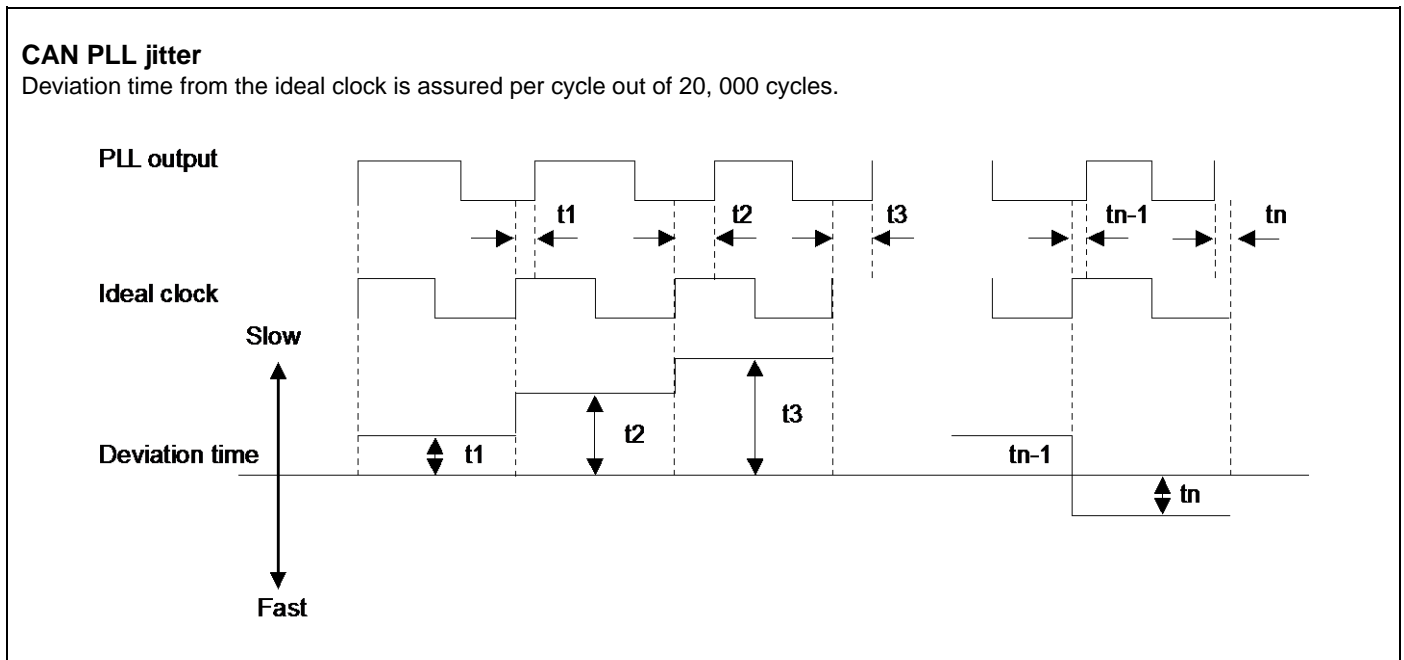 CAN PLL jitter
Deviation time from the ideal clock is assured per cycle out of 20, 000 cycles.
PLL output
t1
t2
t3
tn-1
tn
Ideal clock
Slow
Deviation time
t1
t2
t3
tn-1
tn
Fast